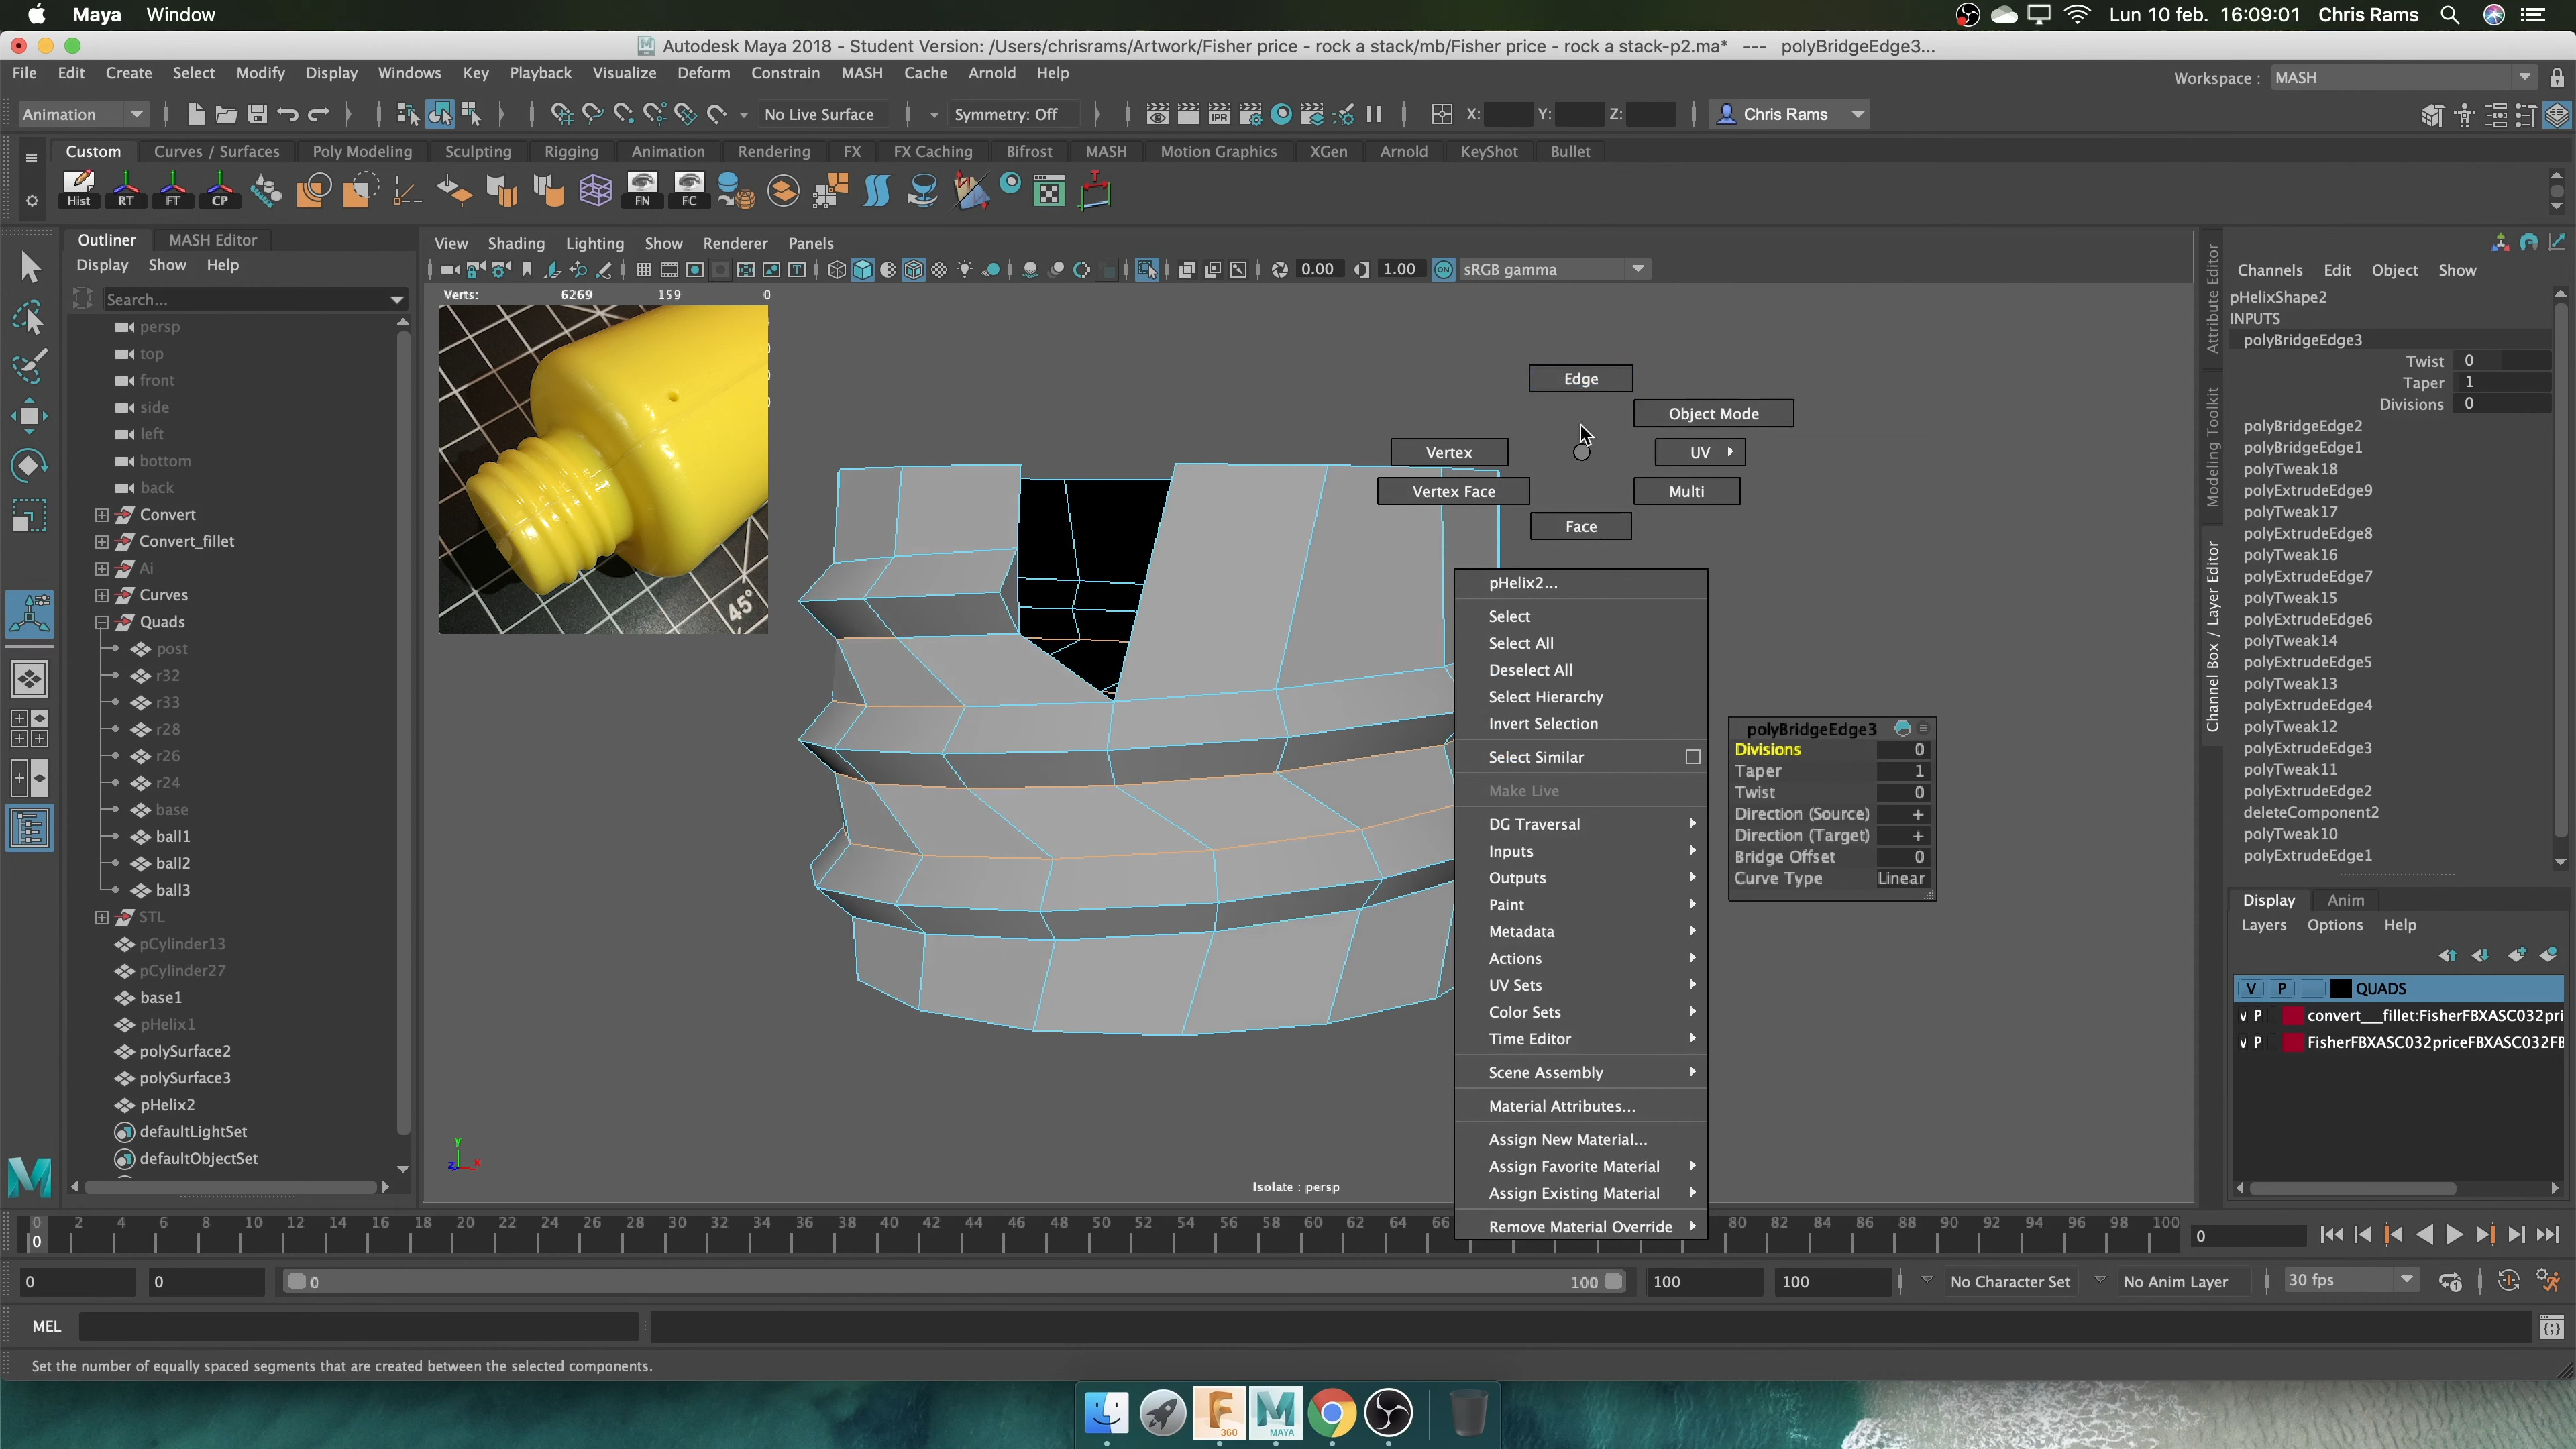 Maya Window Lun 10 feb. 16:09:01 Chris Rams
Autodesk Maya 2018 - Student Version: /Users/chrisrams/Artwork/Fisher price - rock a stack/mb/Fisher price - rock a stack-p2.ma* --- polyBridgeEdge3...
File Edit Create Select Modify Display Windows Key Playback Visualize Deform Constrain MASH Cache Arnold Help Workspace : MASH
Animation No Live Surface Symmetry: Off IPR X: Y: Z: Chris Rams
Custom Curves / Surfaces Poly Modeling Sculpting Rigging Animation Rendering FX FX Caching Bifrost MASH Motion Graphics XGen Arnold KeyShot Bullet
Hist RT FT CP FN FC
Outliner MASH Editor
Display Show Help
Search...
persp
top
front
side
left
bottom
back
Convert
Convert_fillet
Ai
Curves
Quads
post
r32
r33
r28
r26
r24
base
ball1
ball2
ball3
STL
pCylinder13
pCylinder27
base1
pHelix1
polySurface2
polySurface3
pHelix2
defaultLightSet
defaultObjectSet
View Shading Lighting Show Renderer Panels
0.00 1.00 ON sRGB gamma
Verts: 6269 159 0
45°
Edge
Object Mode
Vertex
UV
Vertex Face
Multi
Face
pHelix2...
Select
Select All
Deselect All
Select Hierarchy
Invert Selection
Select Similar
Make Live
DG Traversal
Inputs
Outputs
Paint
Metadata
Actions
UV Sets
Color Sets
Time Editor
Scene Assembly
Material Attributes...
Assign New Material...
Assign Favorite Material
Assign Existing Material
Remove Material Override
polyBridgeEdge3
Divisions 0
Taper 1
Twist 0
Direction (Source) +
Direction (Target) +
Bridge Offset 0
Curve Type Linear
y
z x
Isolate : persp
Attribute Editor
Modeling Toolkit
Channel Box / Layer Editor
Channels Edit Object Show
pHelixShape2
INPUTS
polyBridgeEdge3
Twist 0
Taper 1
Divisions 0
polyBridgeEdge2
polyBridgeEdge1
polyTweak18
polyExtrudeEdge9
polyTweak17
polyExtrudeEdge8
polyTweak16
polyExtrudeEdge7
polyTweak15
polyExtrudeEdge6
polyTweak14
polyExtrudeEdge5
polyTweak13
polyExtrudeEdge4
polyTweak12
polyExtrudeEdge3
polyTweak11
polyExtrudeEdge2
deleteComponent2
polyTweak10
polyExtrudeEdge1
Display Anim
Layers Options Help
V P QUADS
V P convert___fillet:FisherFBXASC032pri
V P FisherFBXASC032priceFBXASC032FB
0 2 4 6 8 10 12 14 16 18 20 22 24 26 28 30 32 34 36 38 40 42 44 46 48 50 52 54 56 58 60 62 64 66 80 82 84 86 88 90 92 94 96 98 100
0 0
0 0 0 100 100 100 No Character Set No Anim Layer 30 fps
MEL
Set the number of equally spaced segments that are created between the selected components.
360 MAYA